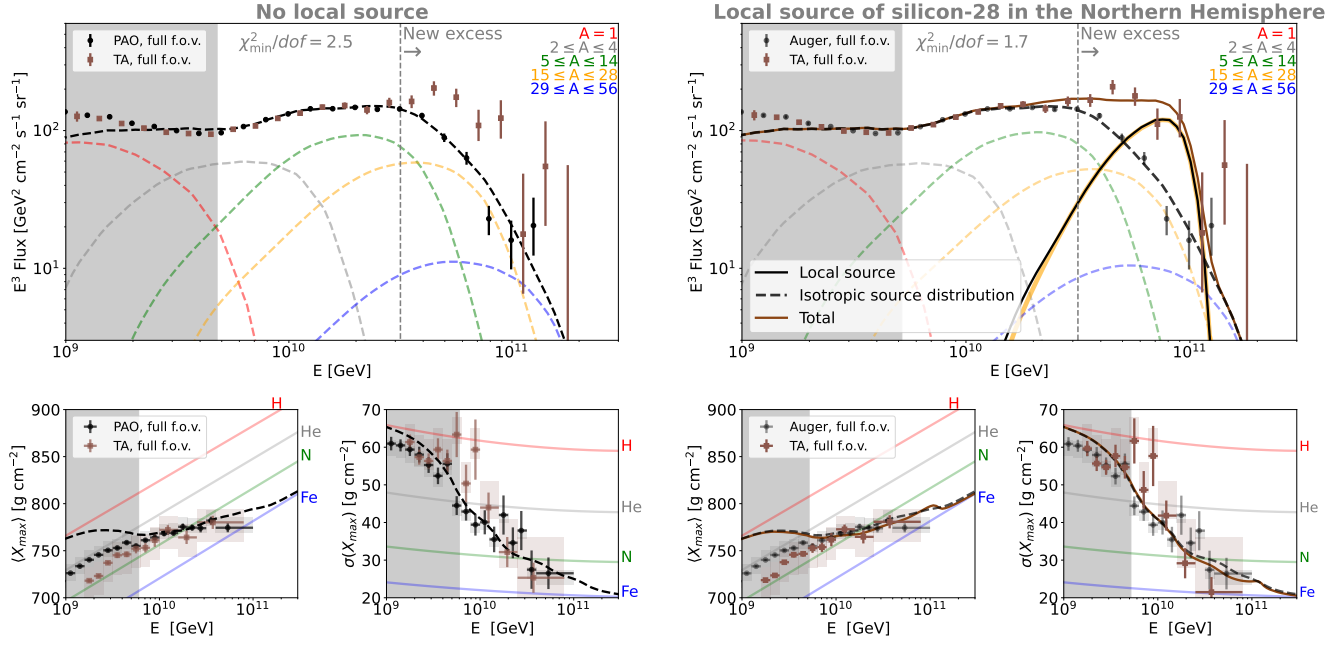 No local source
χ²min/dof = 2.5
New excess
→
PAO, full f.o.v.
TA, full f.o.v.
A = 1
2 ≤ A ≤ 4
5 ≤ A ≤ 14
15 ≤ A ≤ 28
29 ≤ A ≤ 56
E³ Flux [GeV² cm⁻² s⁻¹ sr⁻¹]
10²
10¹
10⁹
10¹⁰
10¹¹
E [GeV]
Local source of silicon-28 in the Northern Hemisphere
χ²min/dof = 1.7
New excess
→
Auger, full f.o.v.
TA, full f.o.v.
A = 1
2 ≤ A ≤ 4
5 ≤ A ≤ 14
15 ≤ A ≤ 28
29 ≤ A ≤ 56
Local source
Isotropic source distribution
Total
E³ Flux [GeV² cm⁻² s⁻¹ sr⁻¹]
10²
10¹
10⁹
10¹⁰
10¹¹
E [GeV]
PAO, full f.o.v.
TA, full f.o.v.
H
He
N
Fe
⟨Xmax⟩ [g cm⁻²]
900
850
800
750
700
10⁹
10¹⁰
10¹¹
E [GeV]
H
He
N
Fe
σ(Xmax) [g cm⁻²]
70
60
50
40
30
20
10⁹
10¹⁰
10¹¹
E [GeV]
Auger, full f.o.v.
TA, full f.o.v.
H
He
N
Fe
⟨Xmax⟩ [g cm⁻²]
900
850
800
750
700
10⁹
10¹⁰
10¹¹
E [GeV]
H
He
N
Fe
σ(Xmax) [g cm⁻²]
70
60
50
40
30
20
10⁹
10¹⁰
10¹¹
E [GeV]